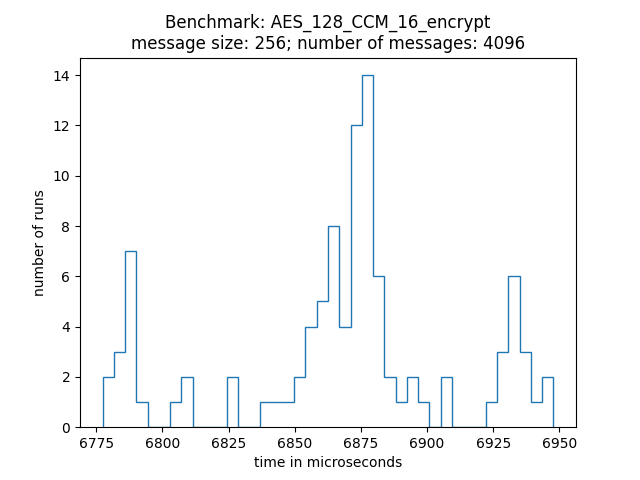 Benchmark: AES_128_CCM_16_encrypt
message size: 256; number of messages: 4096
number of runs
14
12
10
8
6
4
2
0
6775 6800 6825 6850 6875 6900 6925 6950
time in microseconds